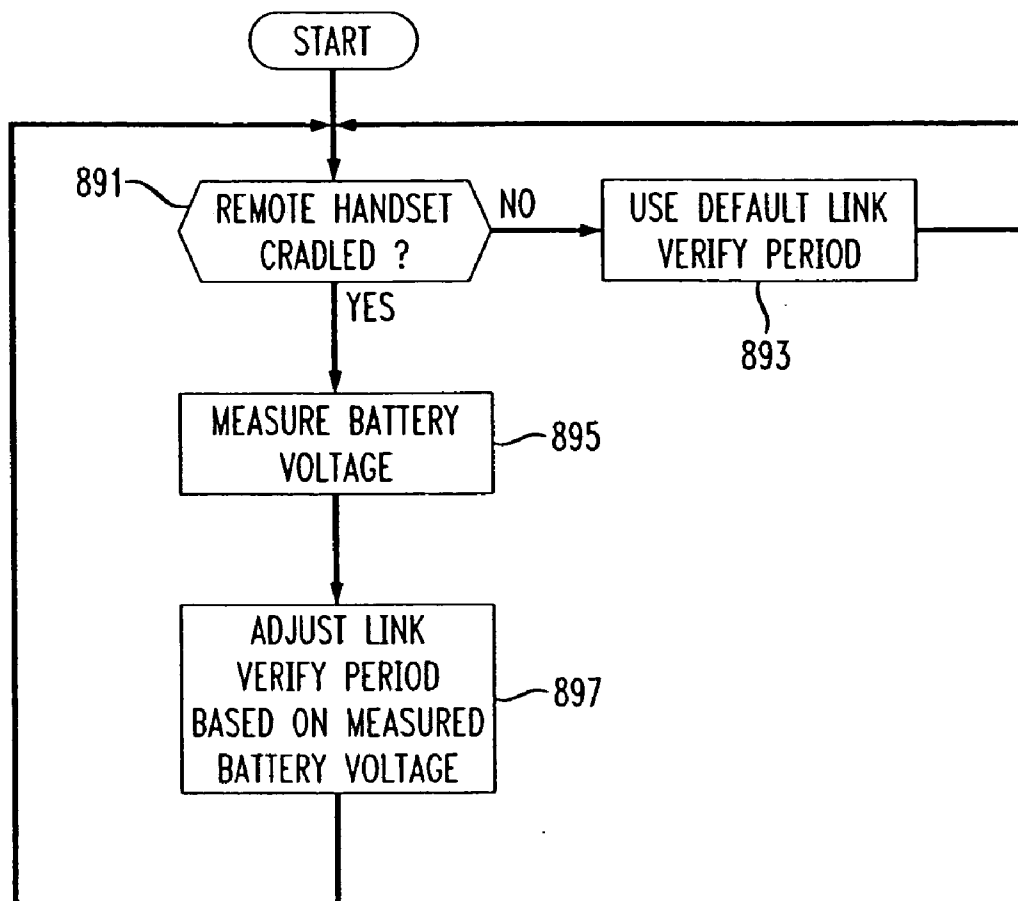 START
891
REMOTE HANDSET
CRADLED ?
NO
USE DEFAULT LINK
VERIFY PERIOD
893
YES
MEASURE BATTERY
VOLTAGE
895
ADJUST LINK
VERIFY PERIOD
BASED ON MEASURED
BATTERY VOLTAGE
897